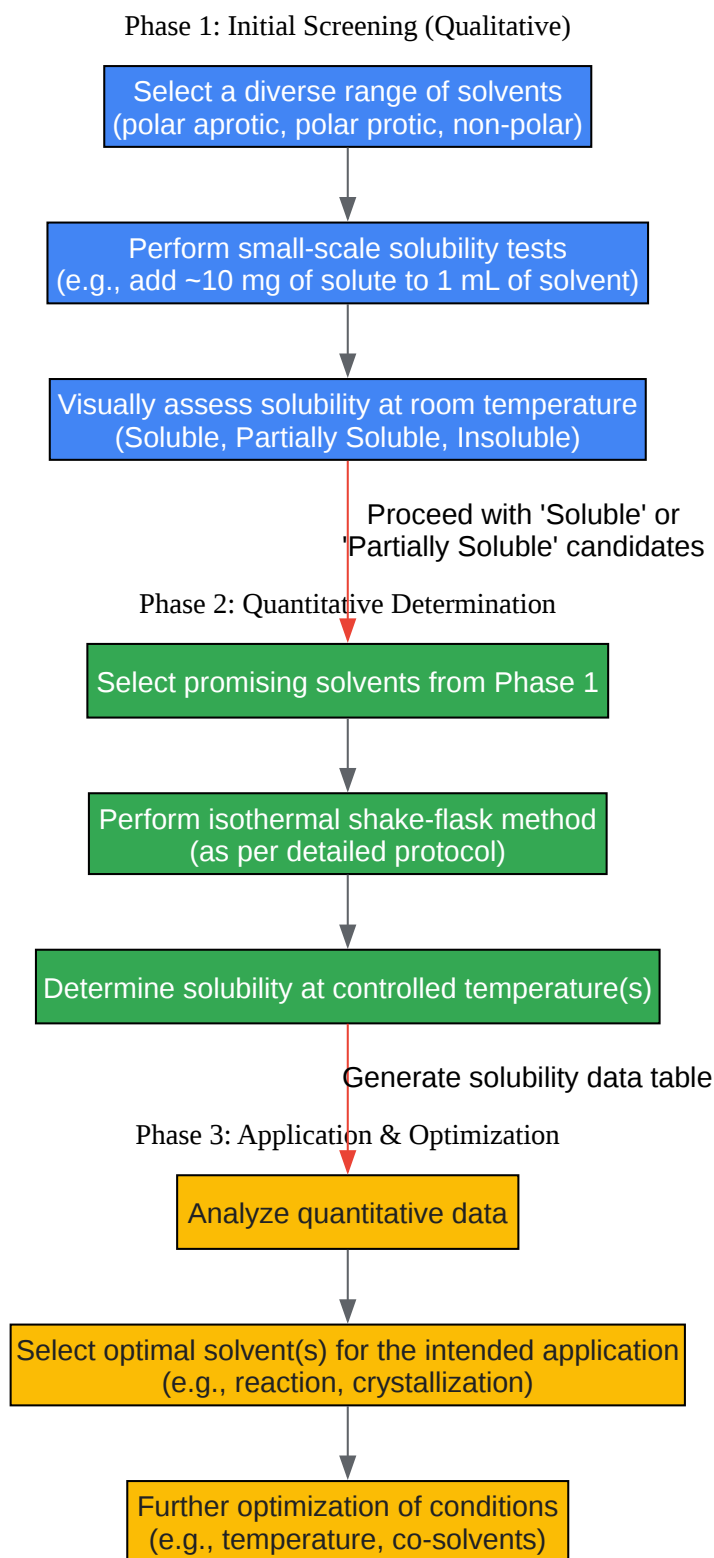 Phase 1: Initial Screening (Qualitative)
Select a diverse range of solvents
(polar aprotic, polar protic, non-polar)
Perform small-scale solubility tests
(e.g., add ~10 mg of solute to 1 mL of solvent)
Visually assess solubility at room temperature
(Soluble, Partially Soluble, Insoluble)
Proceed with 'Soluble' or
'Partially Soluble' candidates
Phase 2: Quantitative Determination
Select promising solvents from Phase 1
Perform isothermal shake-flask method
(as per detailed protocol)
Determine solubility at controlled temperature(s)
Generate solubility data table
Phase 3: Application & Optimization
Analyze quantitative data
Select optimal solvent(s) for the intended application
(e.g., reaction, crystallization)
Further optimization of conditions
(e.g., temperature, co-solvents)